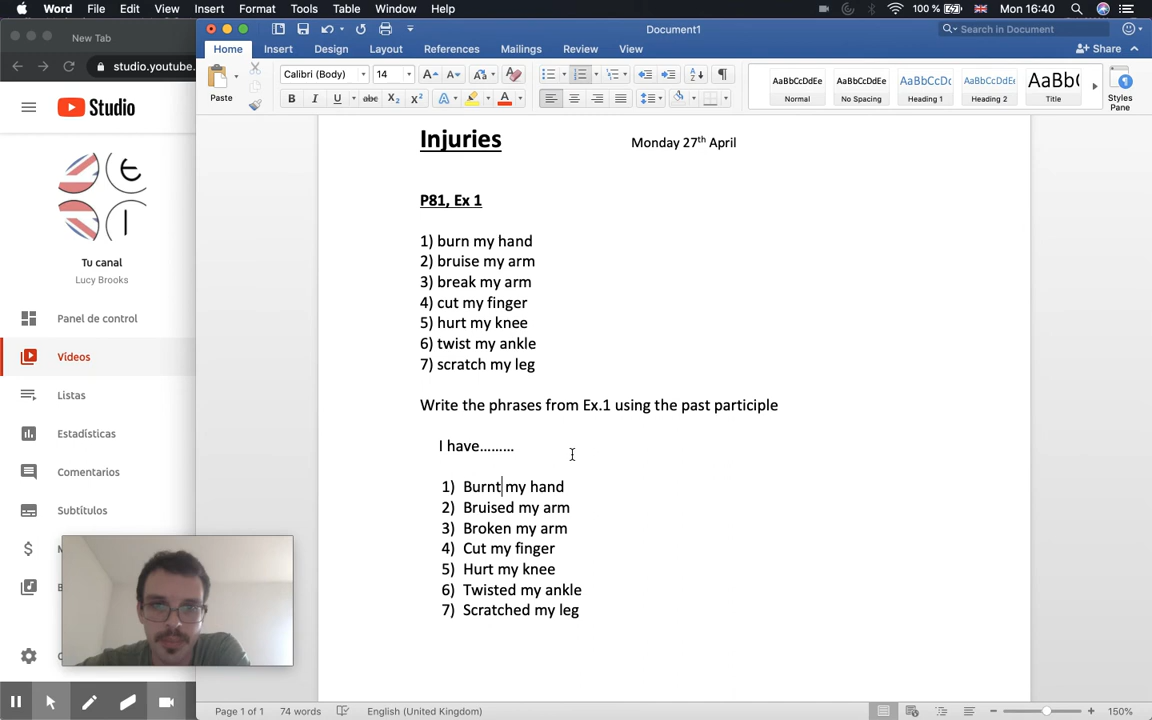 Word File Edit View Insert Format Tools Table Window Help 100 % Mon 16:40
New Tab
Document1
Search in Document
Home Insert Design Layout References Mailings Review View
Share
studio.youtube.
Paste
Calibri (Body) 14
B I U abc X2 X2 A A
AaBbCcDdEe AaBbCcDdEe AaBbCcDc AaBbCcDdEe AaBb(
Normal No Spacing Heading 1 Heading 2 Title
Styles Pane
Studio
E
I
Tu canal
Lucy Brooks
Panel de control
Vídeos
Listas
Estadísticas
Comentarios
Subtítulos
Injuries Monday 27th April
P81, Ex 1
1) burn my hand
2) bruise my arm
3) break my arm
4) cut my finger
5) hurt my knee
6) twist my ankle
7) scratch my leg
Write the phrases from Ex.1 using the past participle
I have………
1) Burnt my hand
2) Bruised my arm
3) Broken my arm
4) Cut my finger
5) Hurt my knee
6) Twisted my ankle
7) Scratched my leg
Page 1 of 1 74 words English (United Kingdom) 150%